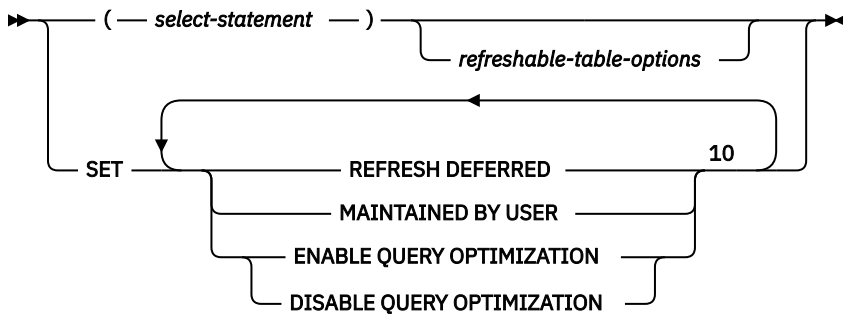 ( select-statement )
refreshable-table-options
SET REFRESH DEFERRED 10
MAINTAINED BY USER
ENABLE QUERY OPTIMIZATION
DISABLE QUERY OPTIMIZATION